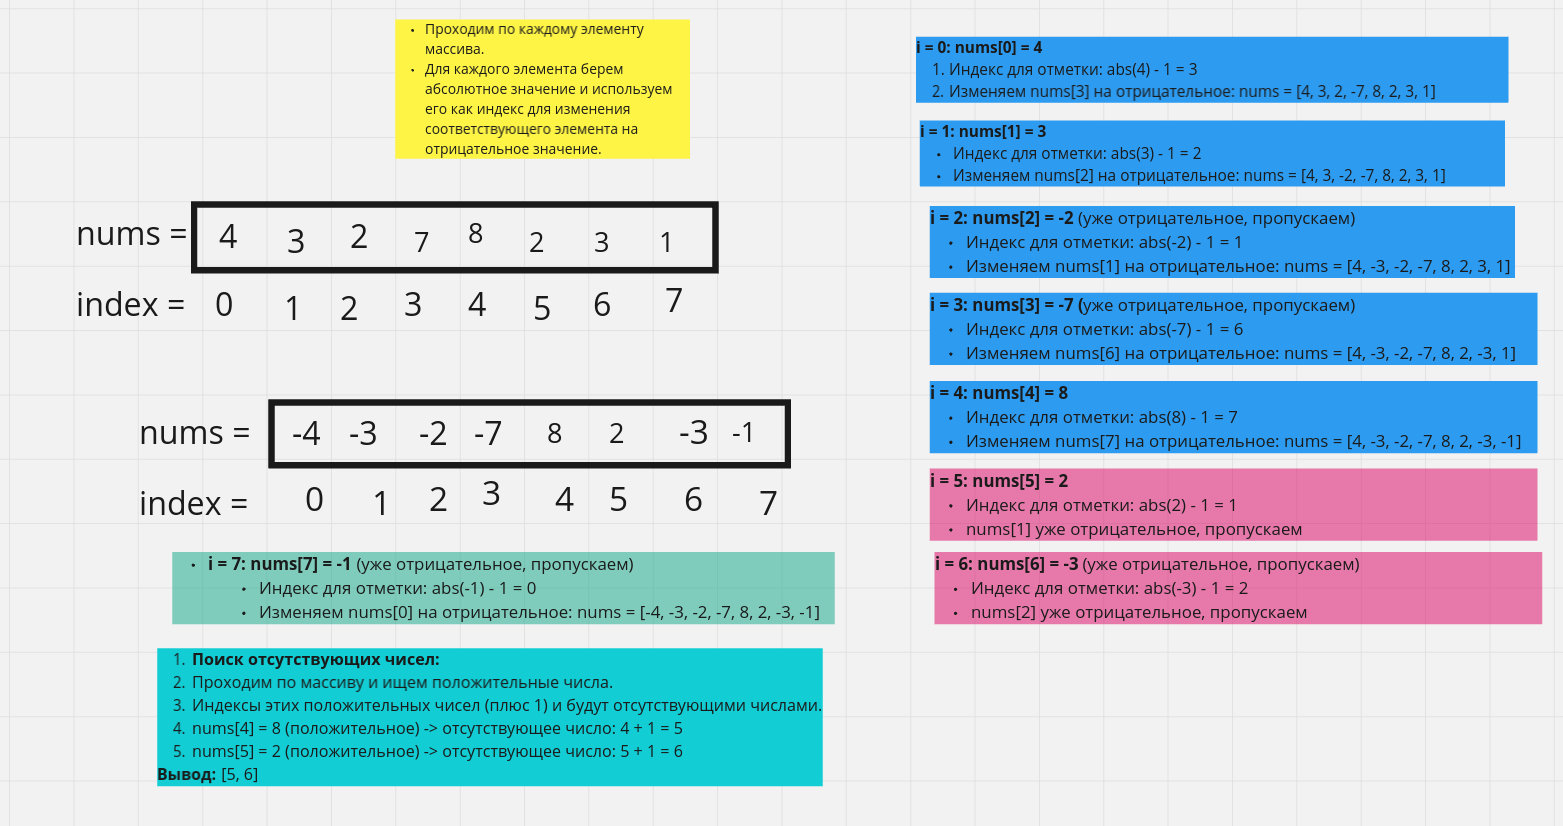 • Проходим по каждому элементу
массива.
• Для каждого элемента берем
абсолютное значение и используем
его как индекс для изменения
соответствующего элемента на
отрицательное значение.
nums = 4 3 2 7 8 2 3 1
index = 0 1 2 3 4 5 6 7
nums = -4 -3 -2 -7 8 2 -3 -1
index = 0 1 2 3 4 5 6 7
i = 0: nums[0] = 4
1. Индекс для отметки: abs(4) - 1 = 3
2. Изменяем nums[3] на отрицательное: nums = [4, 3, 2, -7, 8, 2, 3, 1]
i = 1: nums[1] = 3
• Индекс для отметки: abs(3) - 1 = 2
• Изменяем nums[2] на отрицательное: nums = [4, 3, -2, -7, 8, 2, 3, 1]
i = 2: nums[2] = -2 (уже отрицательное, пропускаем)
• Индекс для отметки: abs(-2) - 1 = 1
• Изменяем nums[1] на отрицательное: nums = [4, -3, -2, -7, 8, 2, 3, 1]
i = 3: nums[3] = -7 (уже отрицательное, пропускаем)
• Индекс для отметки: abs(-7) - 1 = 6
• Изменяем nums[6] на отрицательное: nums = [4, -3, -2, -7, 8, 2, -3, 1]
i = 4: nums[4] = 8
• Индекс для отметки: abs(8) - 1 = 7
• Изменяем nums[7] на отрицательное: nums = [4, -3, -2, -7, 8, 2, -3, -1]
i = 5: nums[5] = 2
• Индекс для отметки: abs(2) - 1 = 1
• nums[1] уже отрицательное, пропускаем
i = 6: nums[6] = -3 (уже отрицательное, пропускаем)
• Индекс для отметки: abs(-3) - 1 = 2
• nums[2] уже отрицательное, пропускаем
• i = 7: nums[7] = -1 (уже отрицательное, пропускаем)
• Индекс для отметки: abs(-1) - 1 = 0
• Изменяем nums[0] на отрицательное: nums = [-4, -3, -2, -7, 8, 2, -3, -1]
1. Поиск отсутствующих чисел:
2. Проходим по массиву и ищем положительные числа.
3. Индексы этих положительных чисел (плюс 1) и будут отсутствующими числами.
4. nums[4] = 8 (положительное) -> отсутствующее число: 4 + 1 = 5
5. nums[5] = 2 (положительное) -> отсутствующее число: 5 + 1 = 6
Вывод: [5, 6]